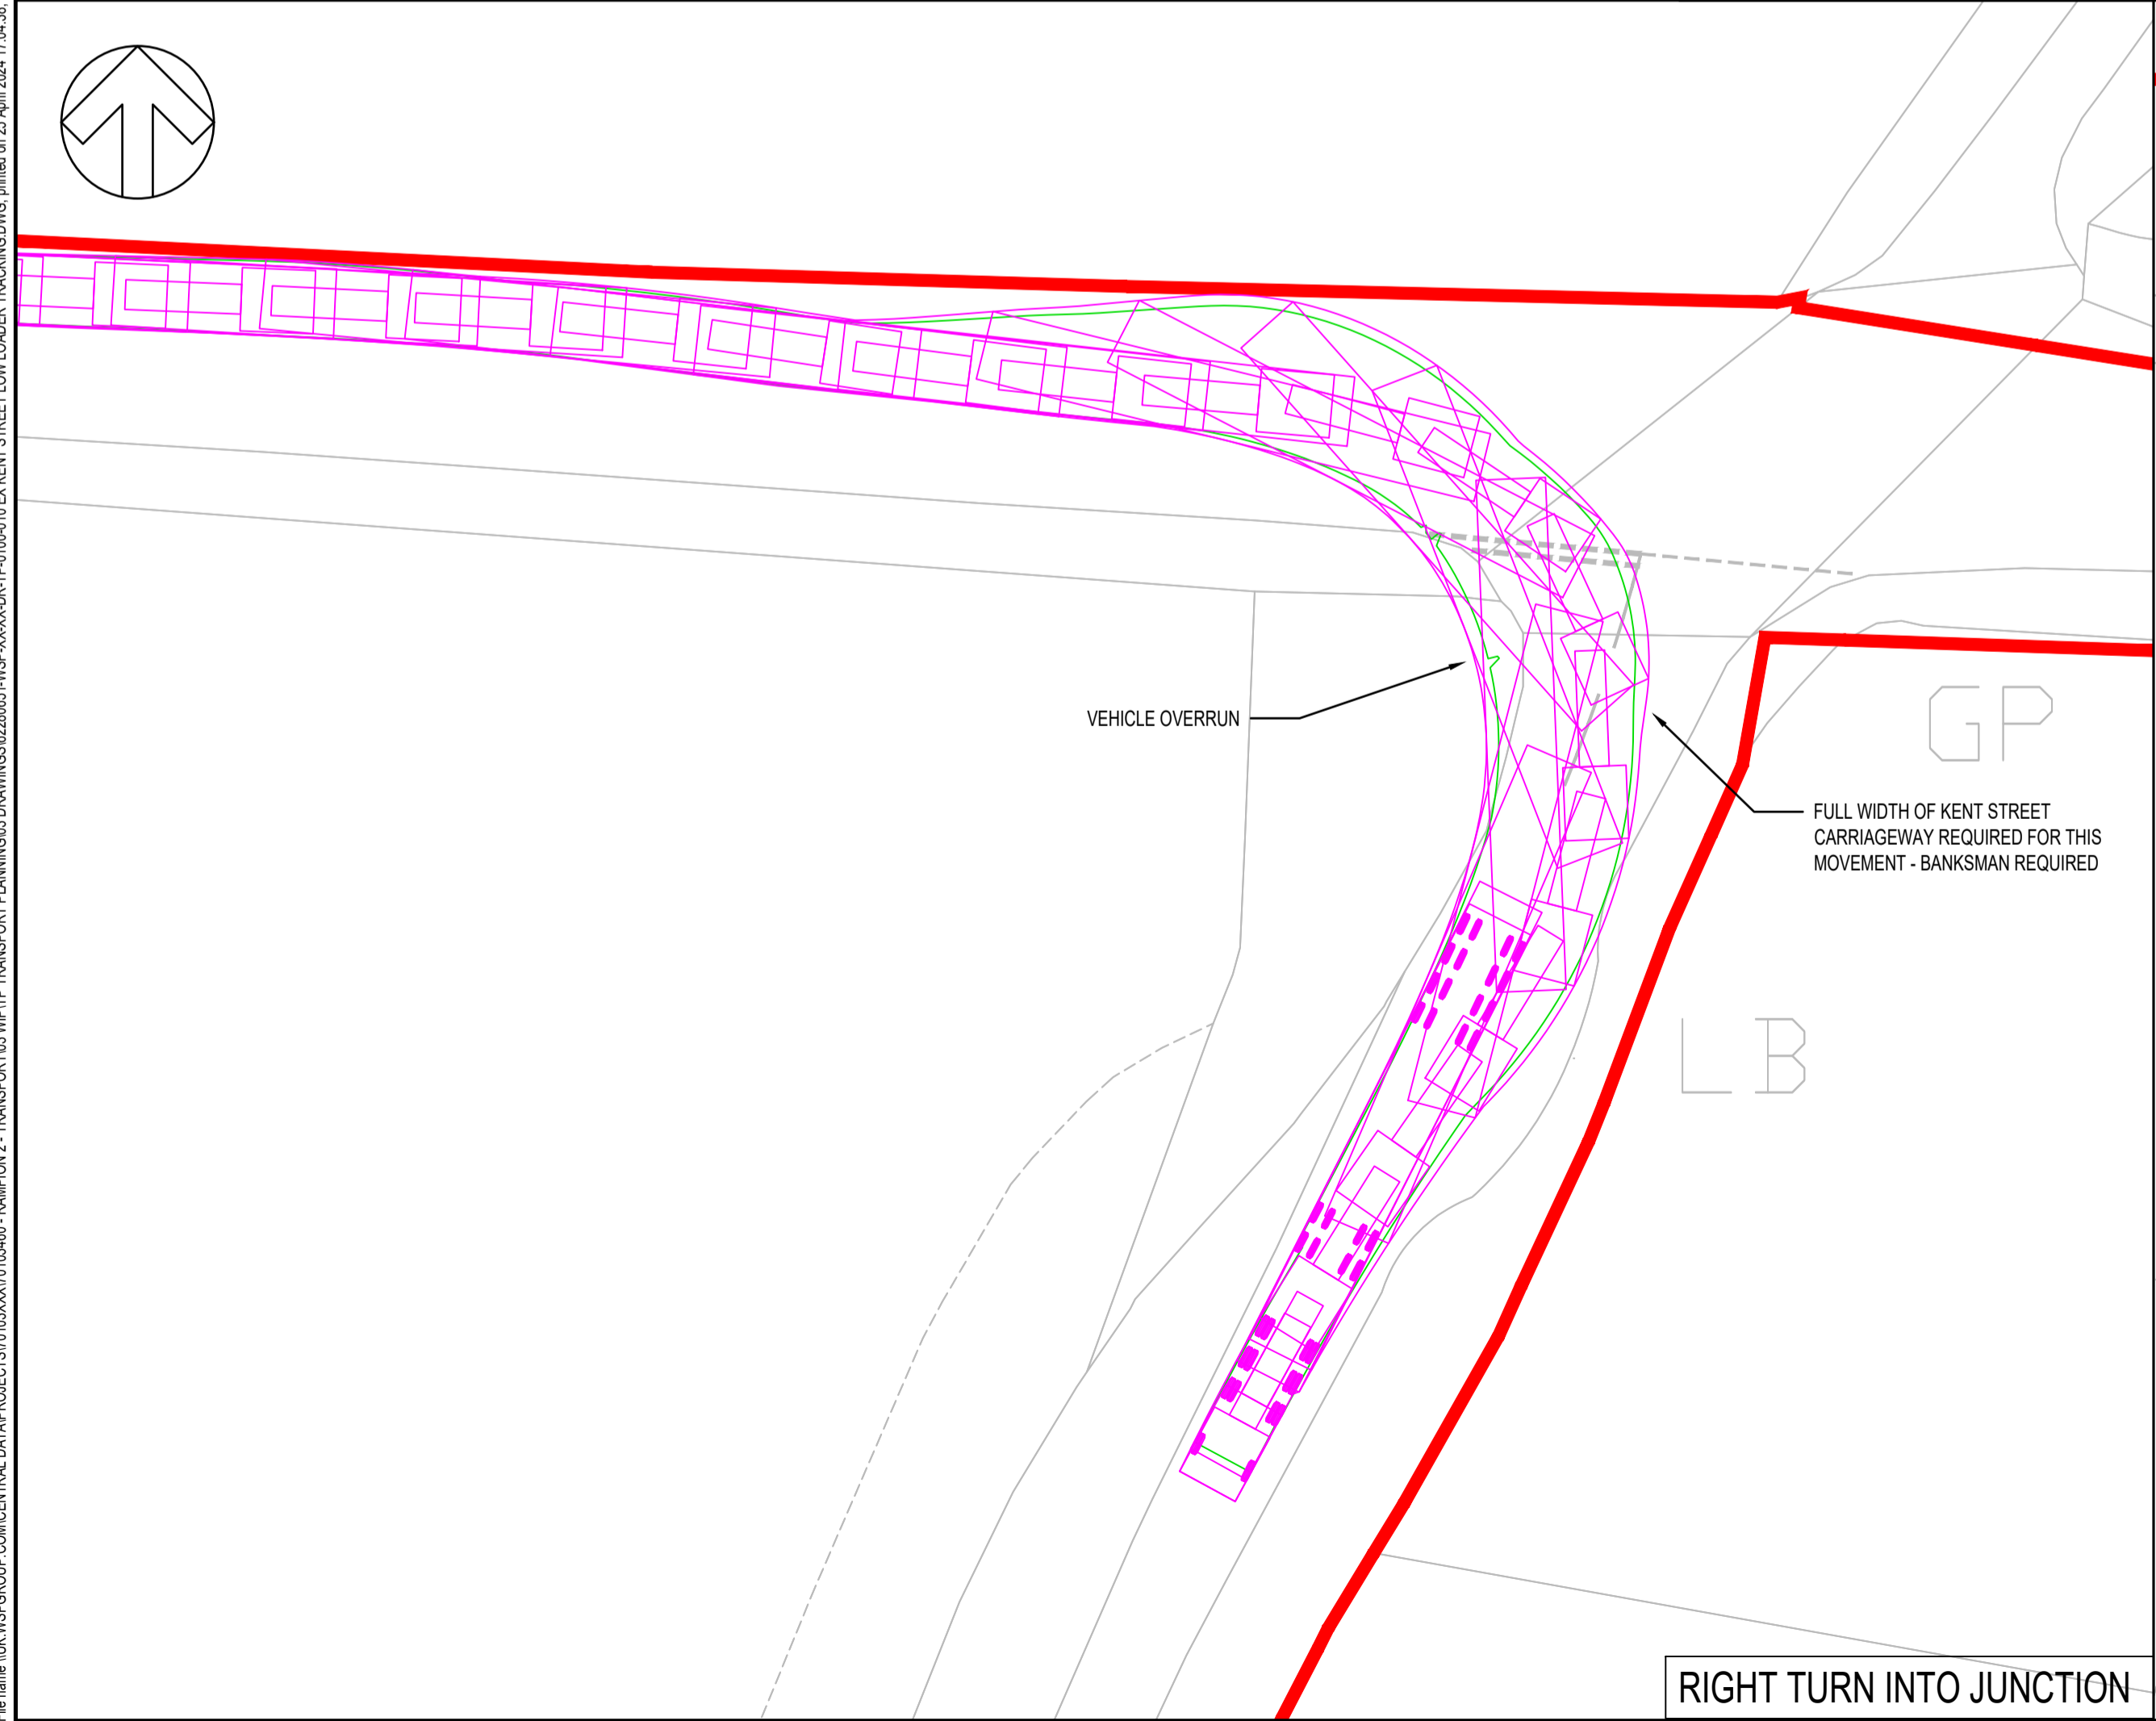 VEHICLE OVERRUN
GP
FULL WIDTH OF KENT STREET
CARRIAGEWAY REQUIRED FOR THIS
MOVEMENT - BANKSMAN REQUIRED
LB
RIGHT TURN INTO JUNCTION